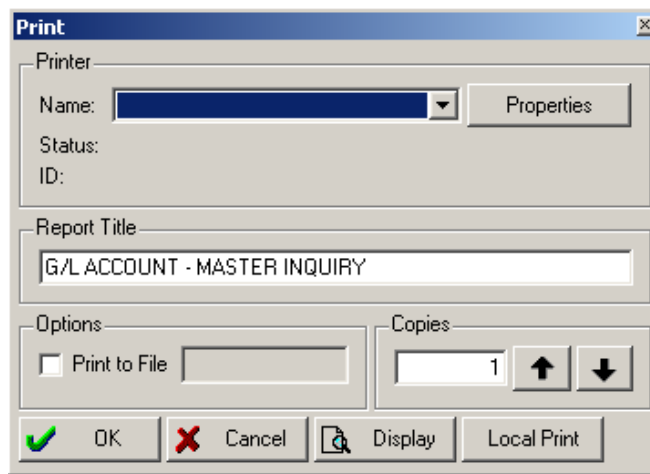 Print
Printer
Name:
Properties
Status:
ID:
Report Title
G/L ACCOUNT - MASTER INQUIRY
Options
Copies
Print to File
1
OK
Cancel
Display
Local Print